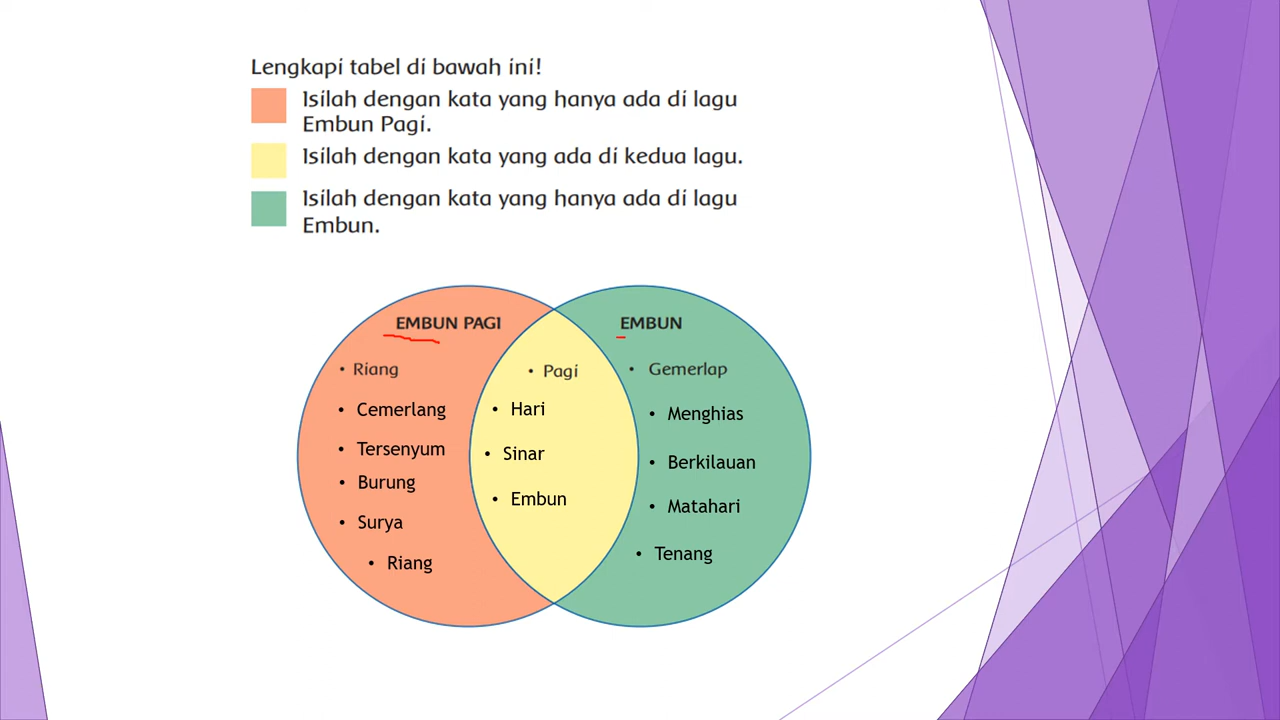 Lengkapi tabel di bawah ini!
Isilah dengan kata yang hanya ada di lagu
Embun Pagi.
Isilah dengan kata yang ada di kedua lagu.
Isilah dengan kata yang hanya ada di lagu
Embun.
EMBUN PAGI
• Riang
• Cemerlang
• Tersenyum
• Burung
• Surya
• Riang
• Pagi
• Hari
• Sinar
• Embun
EMBUN
• Gemerlap
• Menghias
• Berkilauan
• Matahari
• Tenang